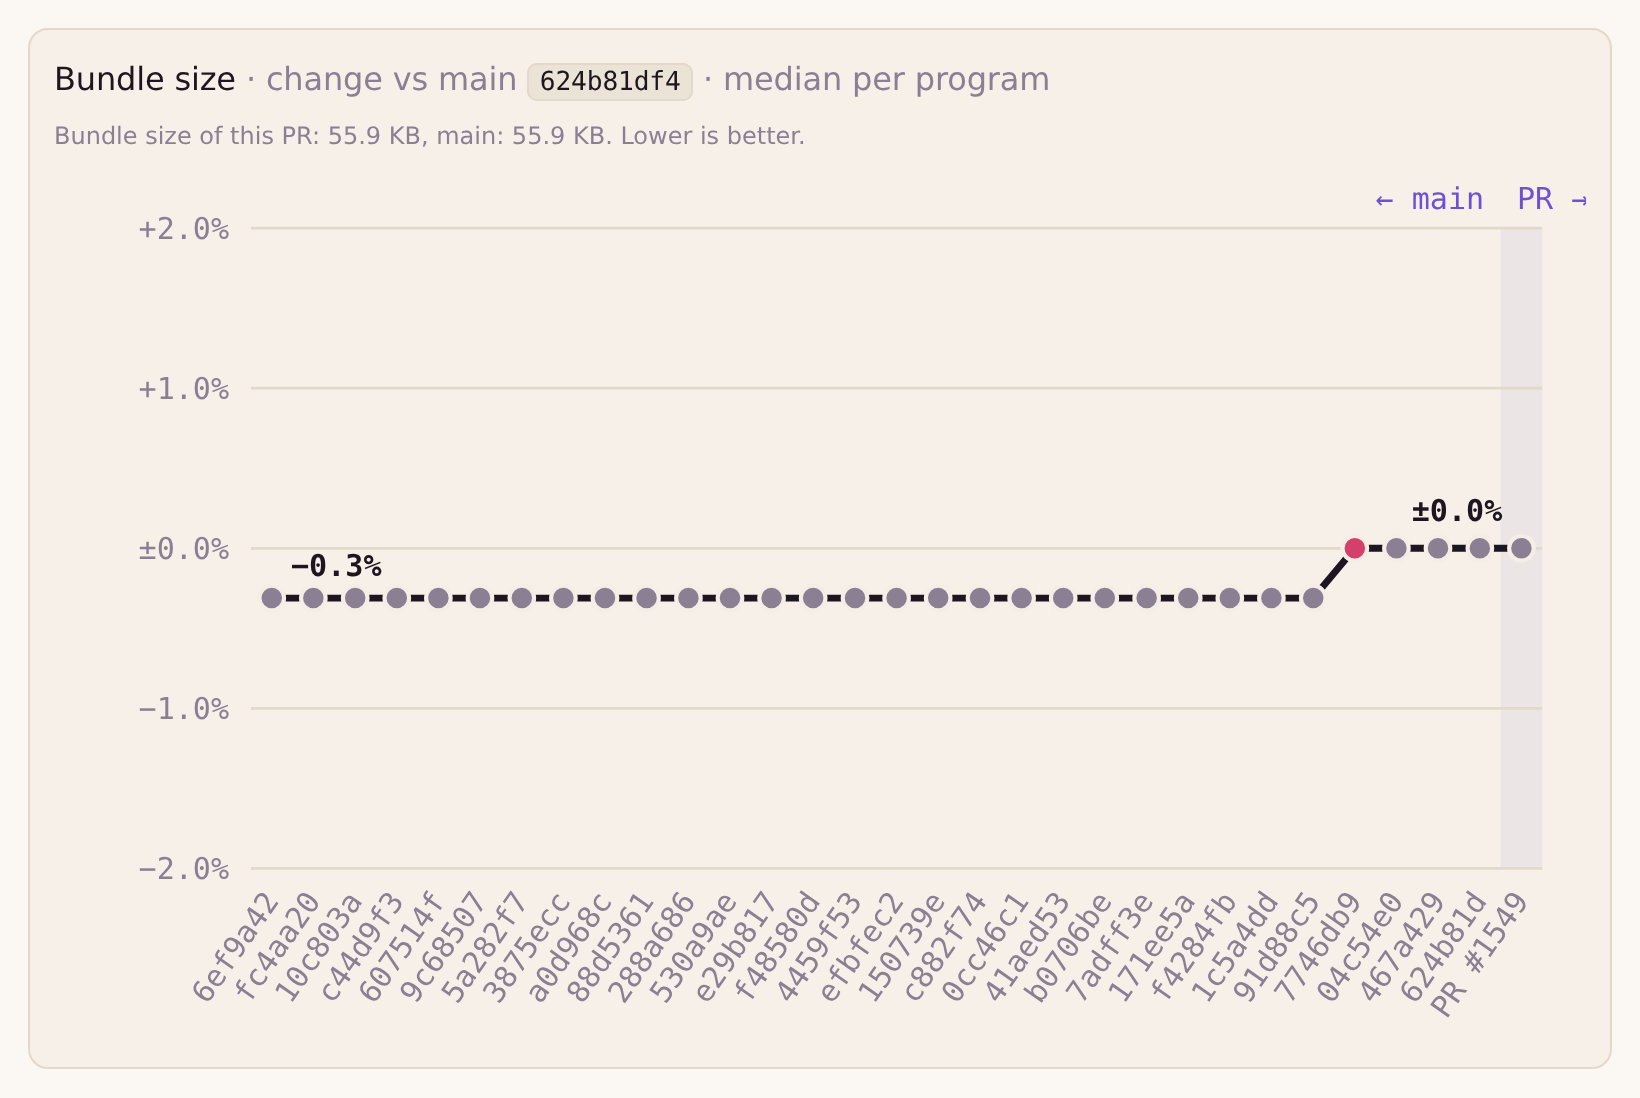 Bundle size · change vs main 624b81df4 · median per program
Bundle size of this PR: 55.9 KB, main: 55.9 KB. Lower is better.
← main PR →
+2.0%
+1.0%
±0.0%
−1.0%
−2.0%
−0.3%
±0.0%
6ef9a42
fc4aa20
10c803a
c44d9f3
607514f
9c68507
5a282f7
3875ecc
a0d968c
88d5361
288a686
530a9ae
e29b817
f48580d
4459f53
efbfec2
150739e
c882f74
0cc46c1
41aed53
b0706be
7adff3e
171ee5a
f4284fb
1c5a4dd
91d88c5
7746db9
04c54e0
467a429
624b81d
PR #1549